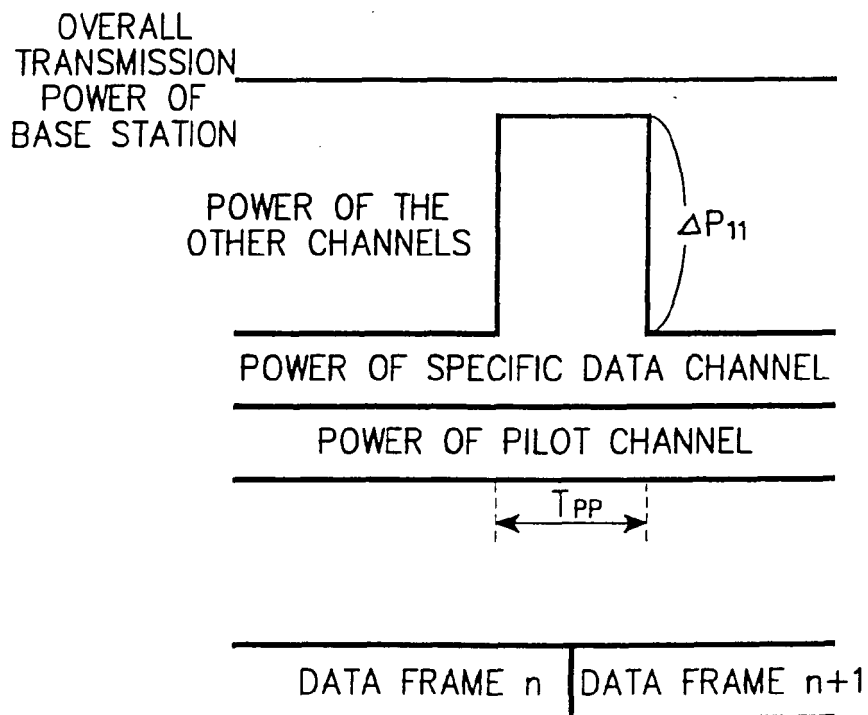 OVERALL
TRANSMISSION
POWER OF
BASE STATION
POWER OF THE
OTHER CHANNELS
ΔP11
POWER OF SPECIFIC DATA CHANNEL
POWER OF PILOT CHANNEL
TPP
DATA FRAME n
DATA FRAME n+1